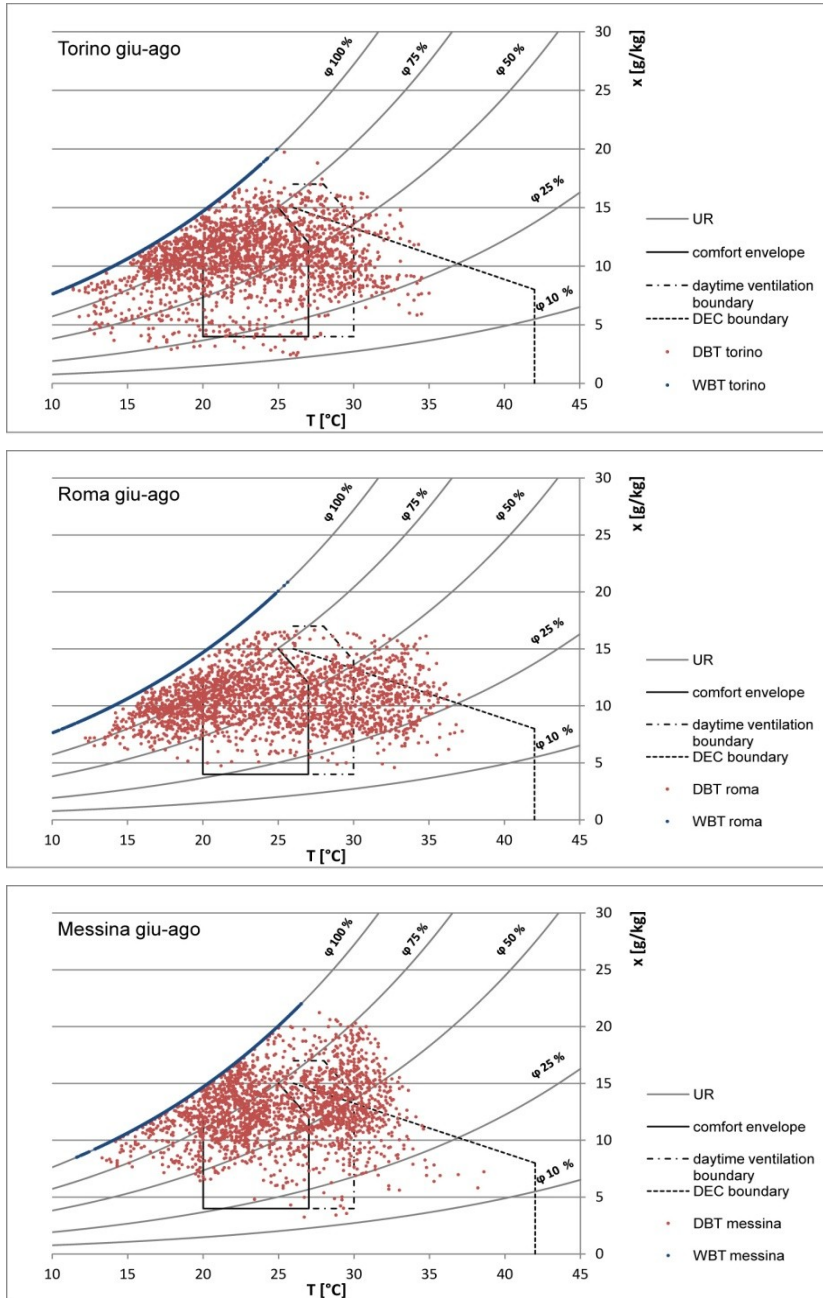 Torino giu-ago
φ 100 %
φ 75 %
φ 50 %
φ 25 %
φ 10 %
x [g/kg]
30
25
20
15
10
5
0
10 15 20 25 30 35 40 45
T [°C]
UR
comfort envelope
daytime ventilation
boundary
DEC boundary
DBT torino
WBT torino
Roma giu-ago
φ 100 %
φ 75 %
φ 50 %
φ 25 %
φ 10 %
x [g/kg]
30
25
20
15
10
5
0
10 15 20 25 30 35 40 45
T [°C]
UR
comfort envelope
daytime ventilation
boundary
DEC boundary
DBT roma
WBT roma
Messina giu-ago
φ 100 %
φ 75 %
φ 50 %
φ 25 %
φ 10 %
x [g/kg]
30
25
20
15
10
5
0
10 15 20 25 30 35 40 45
T [°C]
UR
comfort envelope
daytime ventilation
boundary
DEC boundary
DBT messina
WBT messina